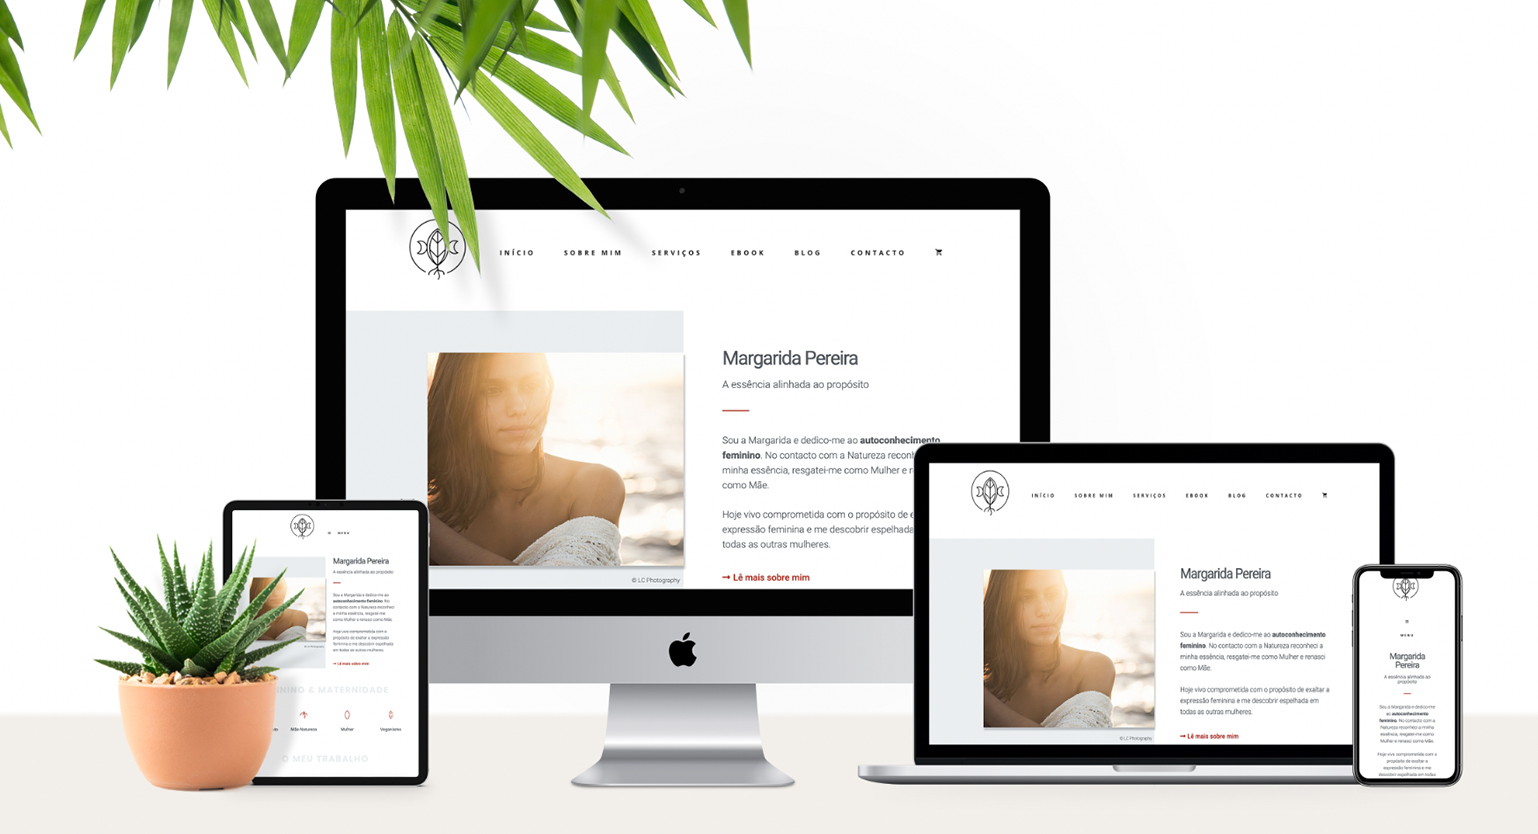 INÍCIO SOBRE MIM SERVIÇOS EBOOK BLOG CONTACTO
Margarida Pereira
A essência alinhada ao propósito
Sou a Margarida e dedico-me ao autoconhecimento
feminino. No contacto com a Natureza
minha essência, resgatei-me como Mulher e
como Mãe.
Hoje vivo comprometida com o propósito de
expressão feminina e me descobrir espelhada
todas as outras mulheres.
→ Lê mais sobre mim
© LC Photography
MENU
Margarida Pereira
A essência alinhada ao propósito
Sou a Margarida e dedico-me ao
autoconhecimento feminino. No
contacto com a Natureza reconheci
a minha essência, resgatei-me
como Mulher e renasci como Mãe.
Hoje vivo comprometida com o
propósito de exaltar a expressão
feminina e me descobrir espelhada
em todas as outras mulheres.
→ Lê mais sobre mim
& MATERNIDADE
Mãe Natureza Mulher Veganismo
O MEU TRABALHO
INÍCIO SOBRE MIM SERVIÇOS EBOOK BLOG CONTACTO
Margarida Pereira
A essência alinhada ao propósito
Sou a Margarida e dedico-me ao autoconhecimento
feminino. No contacto com a Natureza reconheci a
minha essência, resgatei-me como Mulher e renasci
como Mãe.
Hoje vivo comprometida com o propósito de exaltar a
expressão feminina e me descobrir espelhada em
todas as outras mulheres.
→ Lê mais sobre mim
© LC Photography
MENU
Margarida
Pereira
A essência alinhada ao
propósito
Sou a Margarida e dedico-me
ao autoconhecimento
feminino. No contacto com a
Natureza reconheci a minha
essência, resgatei-me como
Mulher e renasci como Mãe.
Hoje vivo comprometida com o
propósito de exaltar a
expressão feminina e me
descobrir espelhada em todas